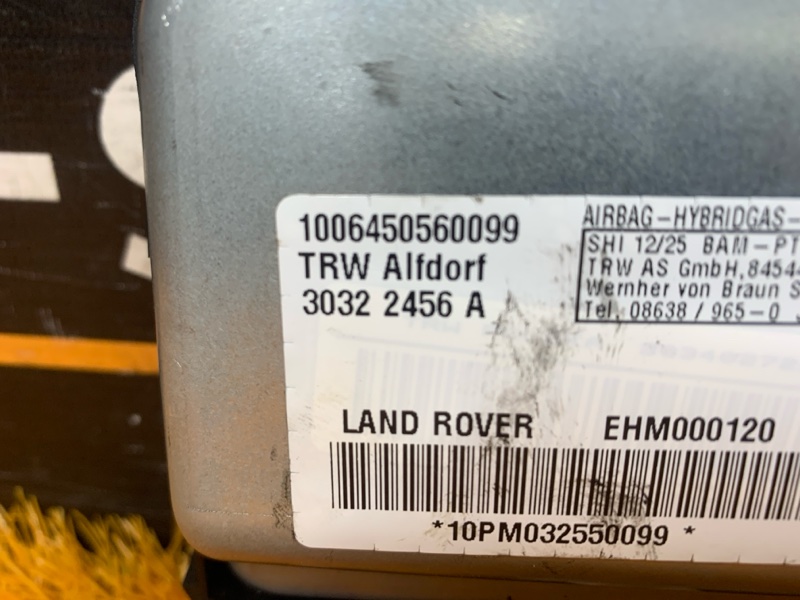 1006450560099
TRW Alfdorf
3032 2456 A
AIRBAG-HYBRIDGAS-
SHI 12/25 BAM-PT
TRW AS GmbH, 8454
Wernher von Braun S
Tel. 08638 / 965-0
LAND ROVER EHM000120
*10PM032550099 *